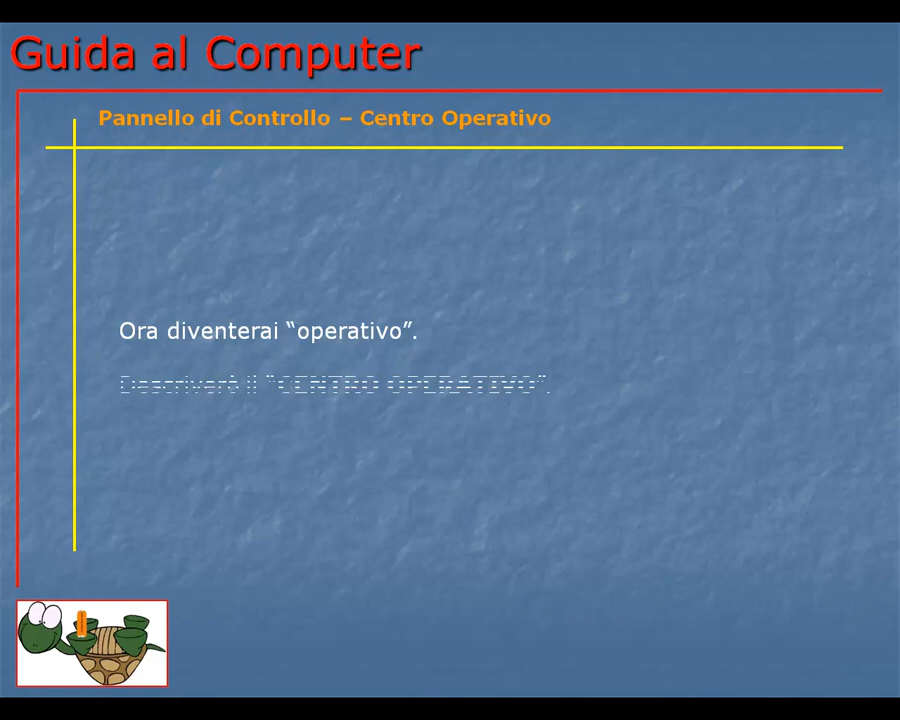 Guida al Computer
Pannello di Controllo – Centro Operativo
Ora diventerai “operativo”.
Descriverò il “CENTRO OPERATIVO”.